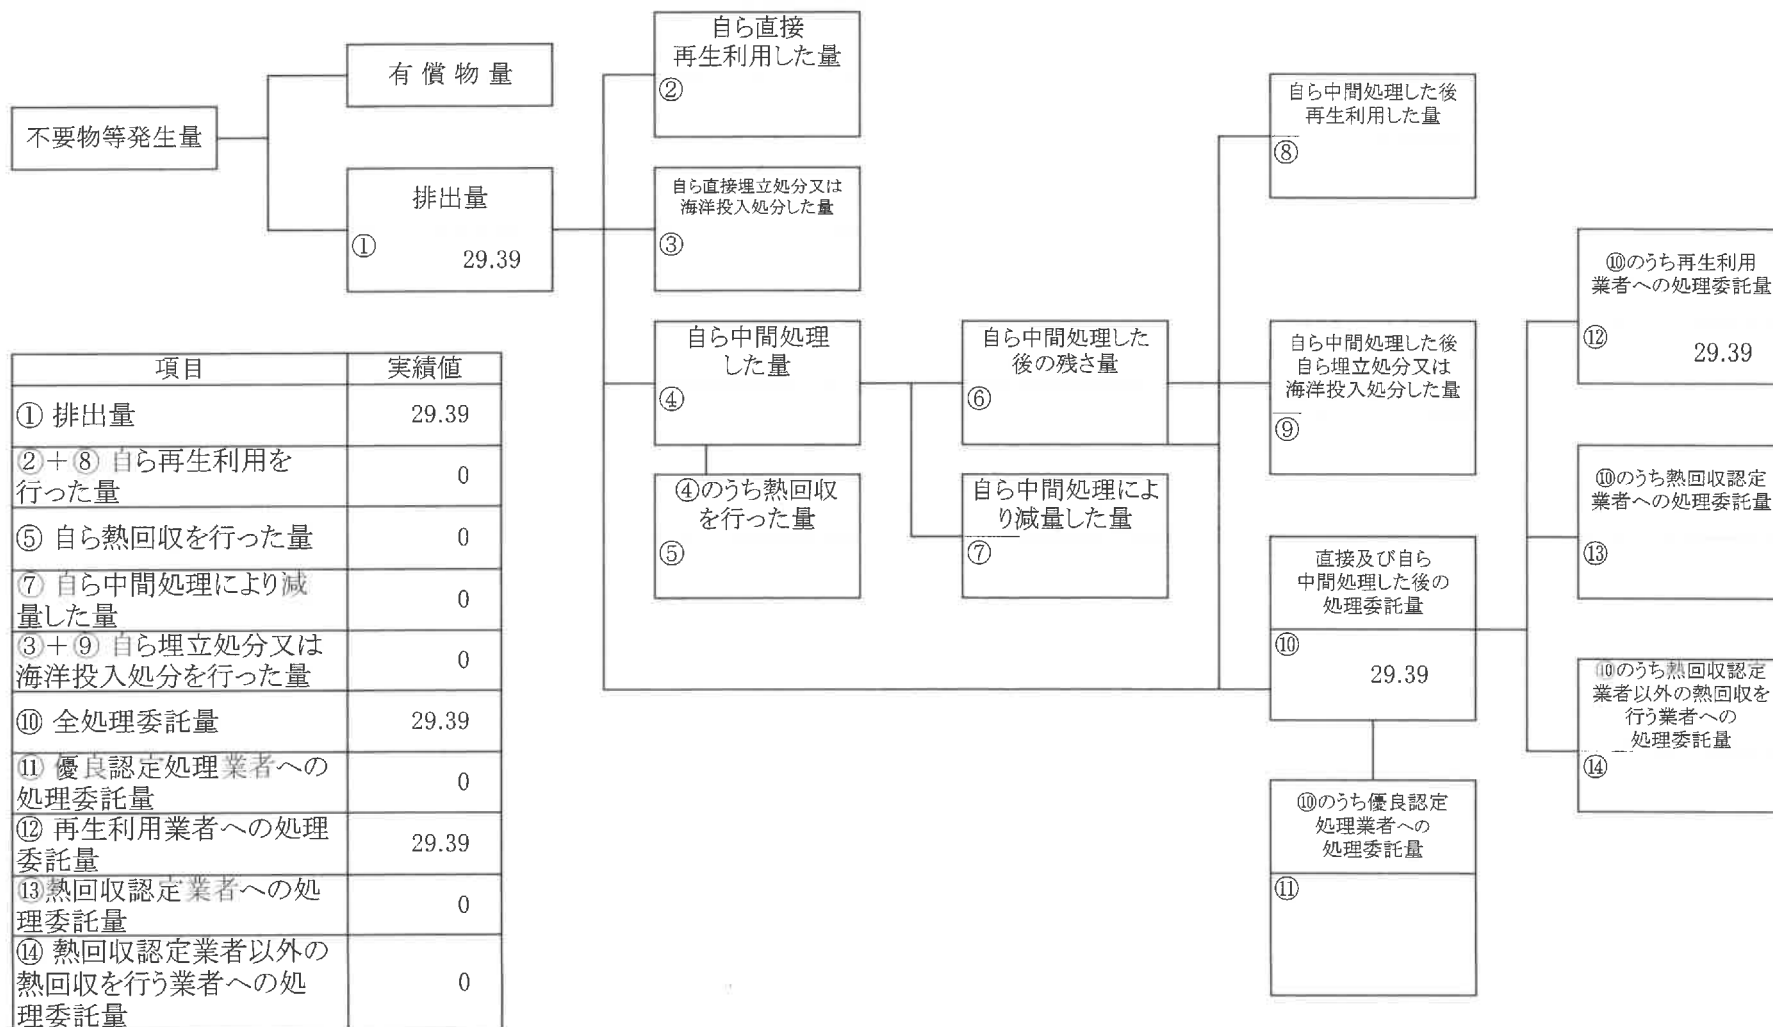 不要物等発生量
有償物量
排出量
①
29.39
自ら直接
再生利用した量
②
自ら直接埋立処分又は
海洋投入処分した量
③
自ら中間処理
した量
④
④のうち熱回収
を行った量
⑤
自ら中間処理した
後の残さ量
⑥
自ら中間処理によ
り減量した量
⑦
自ら中間処理した後
再生利用した量
⑧
自ら中間処理した後
自ら埋立処分又は
海洋投入処分した量
⑨
直接及び自ら
中間処理した後の
処理委託量
⑩
29.39
⑩のうち優良認定
処理業者への
処理委託量
⑪
⑩のうち再生利用
業者への処理委託量
⑫
29.39
⑩のうち熱回収認定
業者への処理委託量
⑬
⑩のうち熱回収認定
業者以外の熱回収を
行う業者への
処理委託量
⑭
項目 実績値
① 排出量 29.39
②+⑧ 自ら再生利用を
行った量 0
⑤ 自ら熱回収を行った量 0
⑦ 自ら中間処理により減
量した量 0
③+⑨ 自ら埋立処分又は
海洋投入処分を行った量 0
⑩ 全処理委託量 29.39
⑪ 優良認定処理業者への
処理委託量 0
⑫ 再生利用業者への処理
委託量 29.39
⑬熱回収認定業者への処
理委託量 0
⑭ 熱回収認定業者以外の
熱回収を行う業者への処
理委託量 0